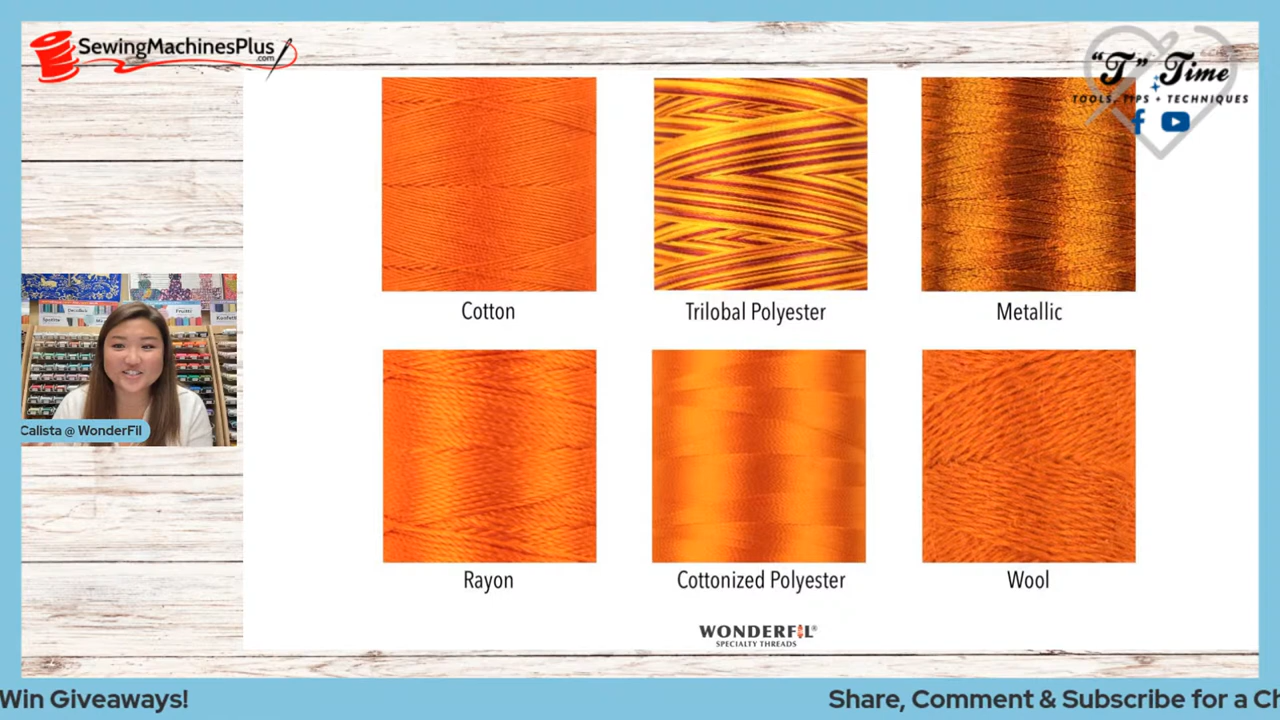 SewingMachinesPlus
.com
"T" Time
TOOLS, TIPS + TECHNIQUES
Cotton
Trilobal Polyester
Metallic
Calista @ WonderFil
Rayon
Cottonized Polyester
Wool
WONDERFIL®
SPECIALTY THREADS
Win Giveaways!
Share, Comment & Subscribe for a Ch